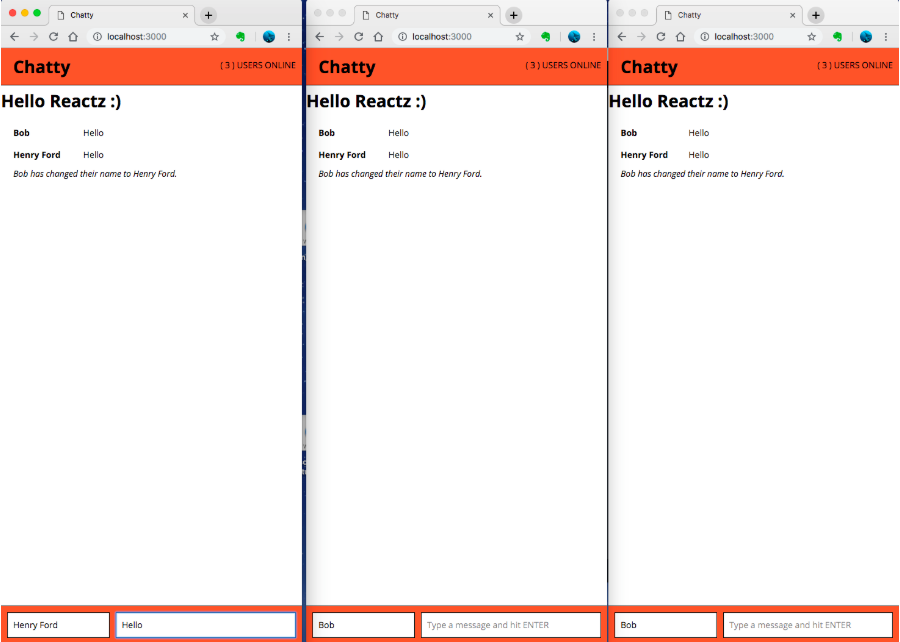 Chatty
localhost:3000
Chatty
( 3 ) USERS ONLINE
Hello Reactz :)
Bob Hello
Henry Ford Hello
Bob has changed their name to Henry Ford.
Henry Ford Hello
Chatty
localhost:3000
Chatty
( 3 ) USERS ONLINE
Hello Reactz :)
Bob Hello
Henry Ford Hello
Bob has changed their name to Henry Ford.
Bob Type a message and hit ENTER
Chatty
localhost:3000
Chatty
( 3 ) USERS ONLINE
Hello Reactz :)
Bob Hello
Henry Ford Hello
Bob has changed their name to Henry Ford.
Bob Type a message and hit ENTER